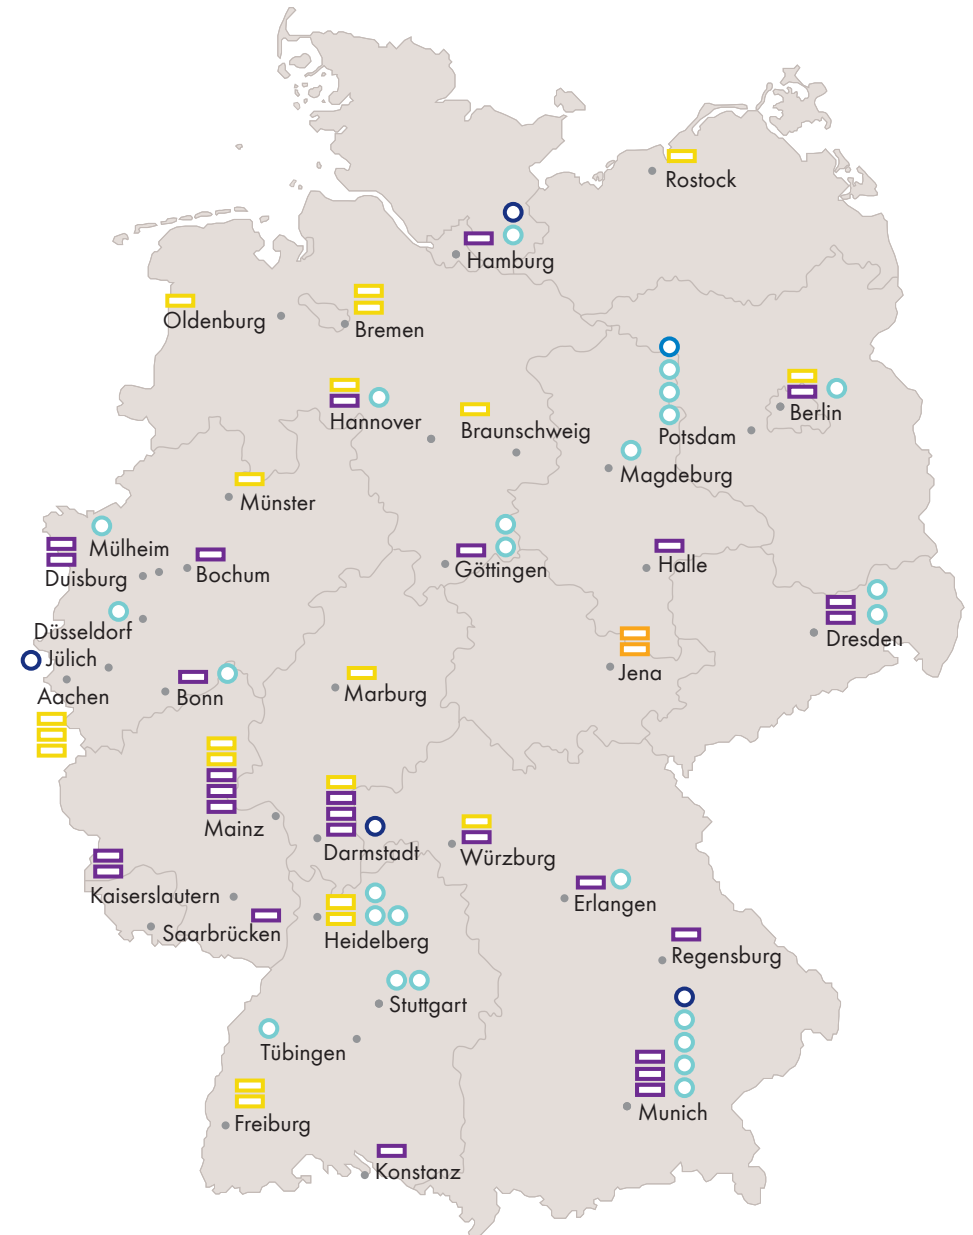 Rostock
Hamburg
Oldenburg
Bremen
Hannover
Braunschweig
Berlin
Potsdam
Magdeburg
Münster
Mülheim
Duisburg
Bochum
Göttingen
Halle
Düsseldorf
Dresden
Jülich
Aachen
Bonn
Marburg
Jena
Mainz
Darmstadt
Würzburg
Kaiserslautern
Erlangen
Saarbrücken
Heidelberg
Regensburg
Stuttgart
Tübingen
Munich
Freiburg
Konstanz